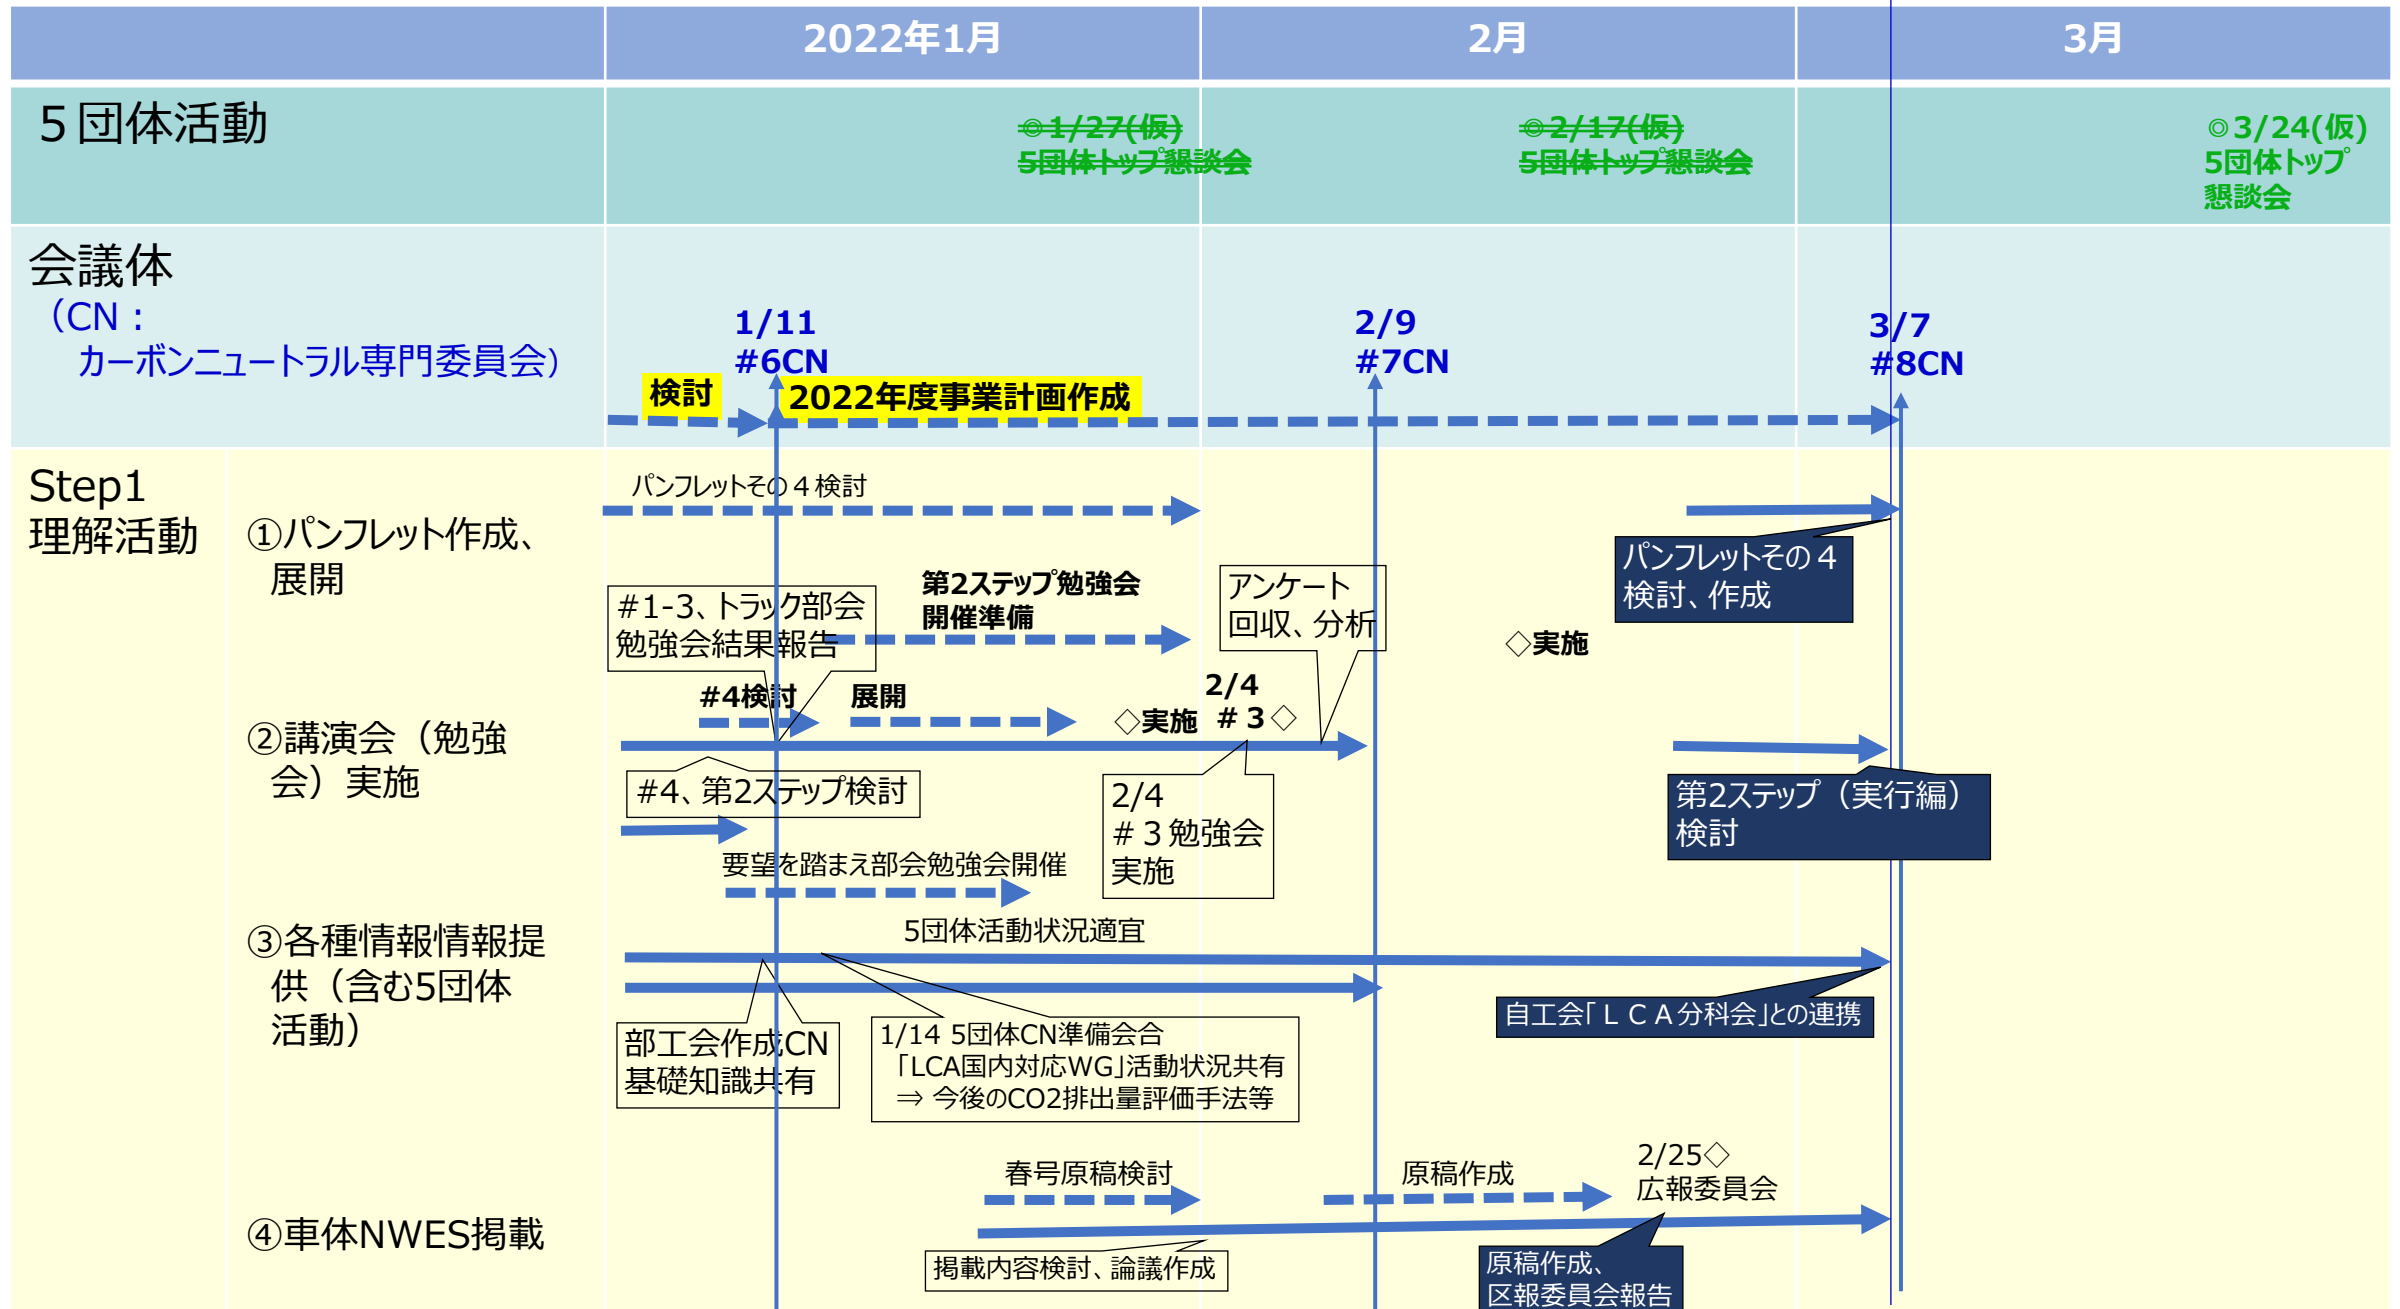 2022年1月
2月
3月
５団体活動
◎1/27(仮)
5団体トップ懇談会
◎2/17(仮)
5団体トップ懇談会
◎3/24(仮)
5団体トップ
懇談会
会議体
（CN：
カーボンニュートラル専門委員会）
1/11
#6CN
2/9
#7CN
3/7
#8CN
検討
2022年度事業計画作成
Step1
理解活動
①パンフレット作成、
展開
パンフレットその４検討
パンフレットその４
検討、作成
#1-3、トラック部会
勉強会結果報告
第2ステップ勉強会
開催準備
アンケート
回収、分析
◇実施
②講演会（勉強
会）実施
#4検討
展開
◇実施
2/4
＃３◇
#4、第2ステップ検討
2/4
＃３勉強会
実施
第2ステップ（実行編）
検討
要望を踏まえ部会勉強会開催
③各種情報情報提
供（含む5団体
活動）
5団体活動状況適宜
自工会「ＬＣＡ分科会」との連携
部工会作成CN
基礎知識共有
1/14 5団体CN準備会合
「LCA国内対応WG」活動状況共有
⇒ 今後のCO2排出量評価手法等
④車体NWES掲載
春号原稿検討
原稿作成
2/25◇
広報委員会
掲載内容検討、論議作成
原稿作成、
区報委員会報告